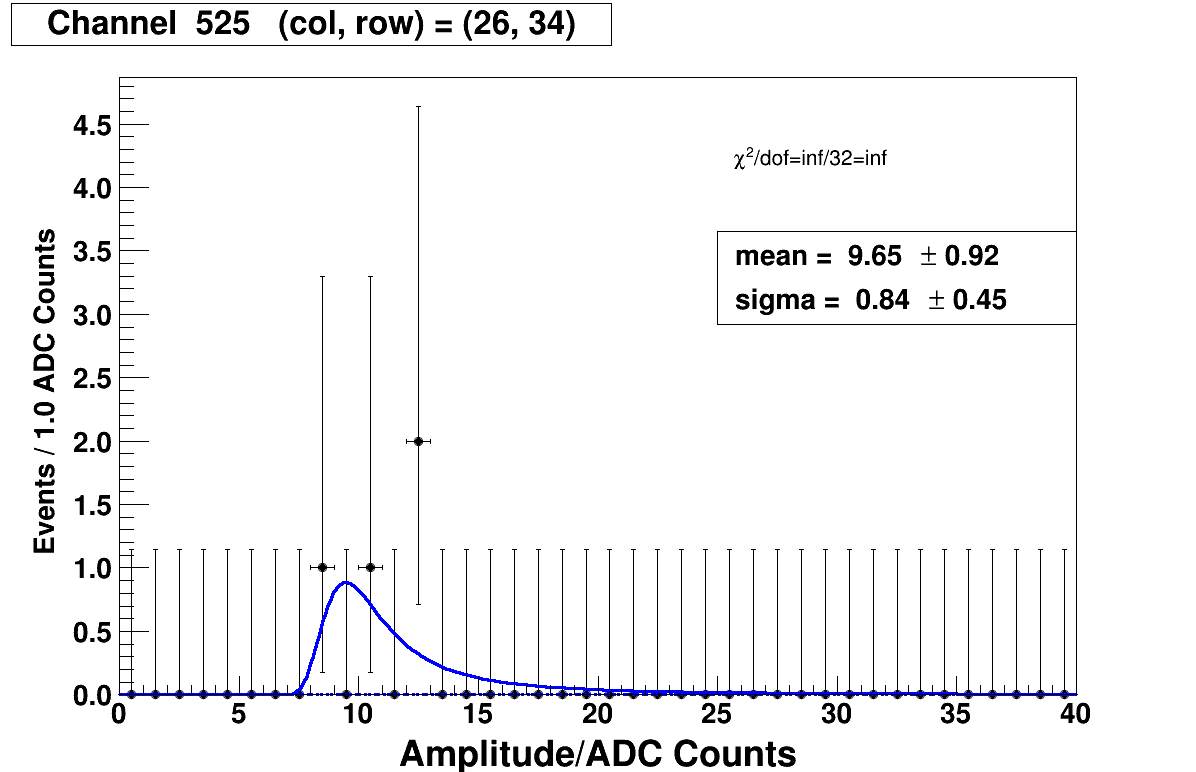 Channel  525   (col, row) = (26, 34)
χ²/dof=inf/32=inf
mean =  9.65  ± 0.92
sigma =  0.84  ± 0.45
Events / 1.0 ADC Counts
4.5
4.0
3.5
3.0
2.5
2.0
1.5
1.0
0.5
0.0
0 5 10 15 20 25 30 35 40
Amplitude/ADC Counts